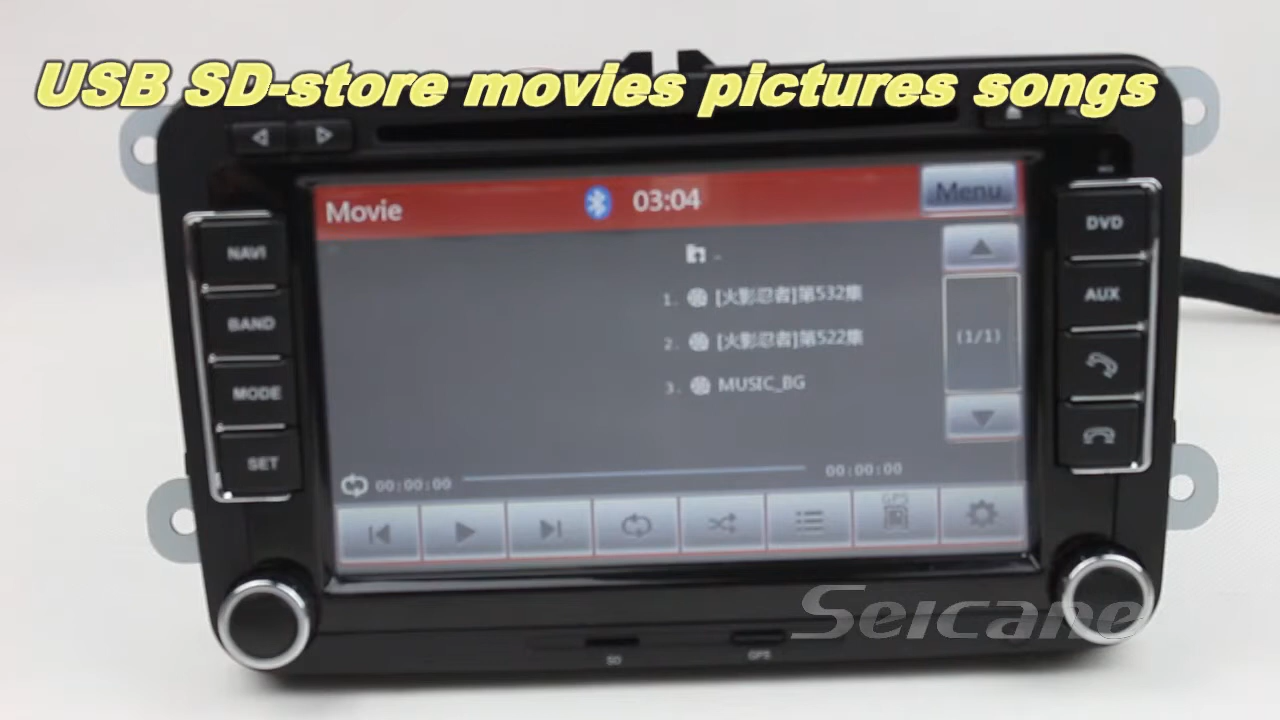 USB SD-store movies pictures songs
Movie
03:04
Menu
NAVI
BAND
MODE
SET
..
1. [火影忍者]第532集
2. [火影忍者]第522集
3. MUSIC_BG
(1/1)
00:00:00
00:00:00
DVD
AUX
SD
GPS
Seicane